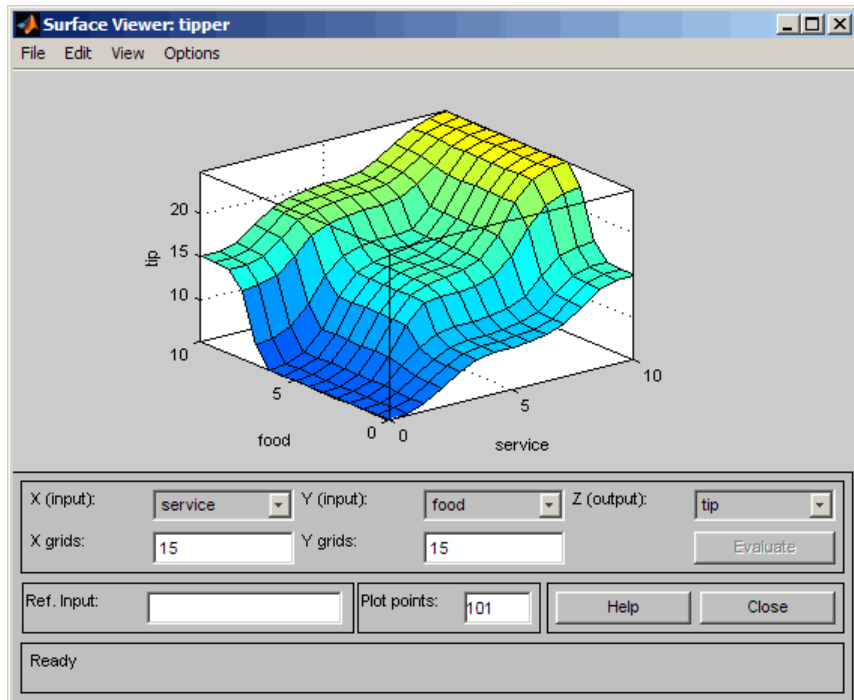 Surface Viewer: tipper
File Edit View Options
20
15
10
tip
10
5
0
food
0
5
10
service
X (input): service Y (input): food Z (output): tip
X grids: 15 Y grids: 15 Evaluate
Ref. Input: Plot points: 101 Help Close
Ready